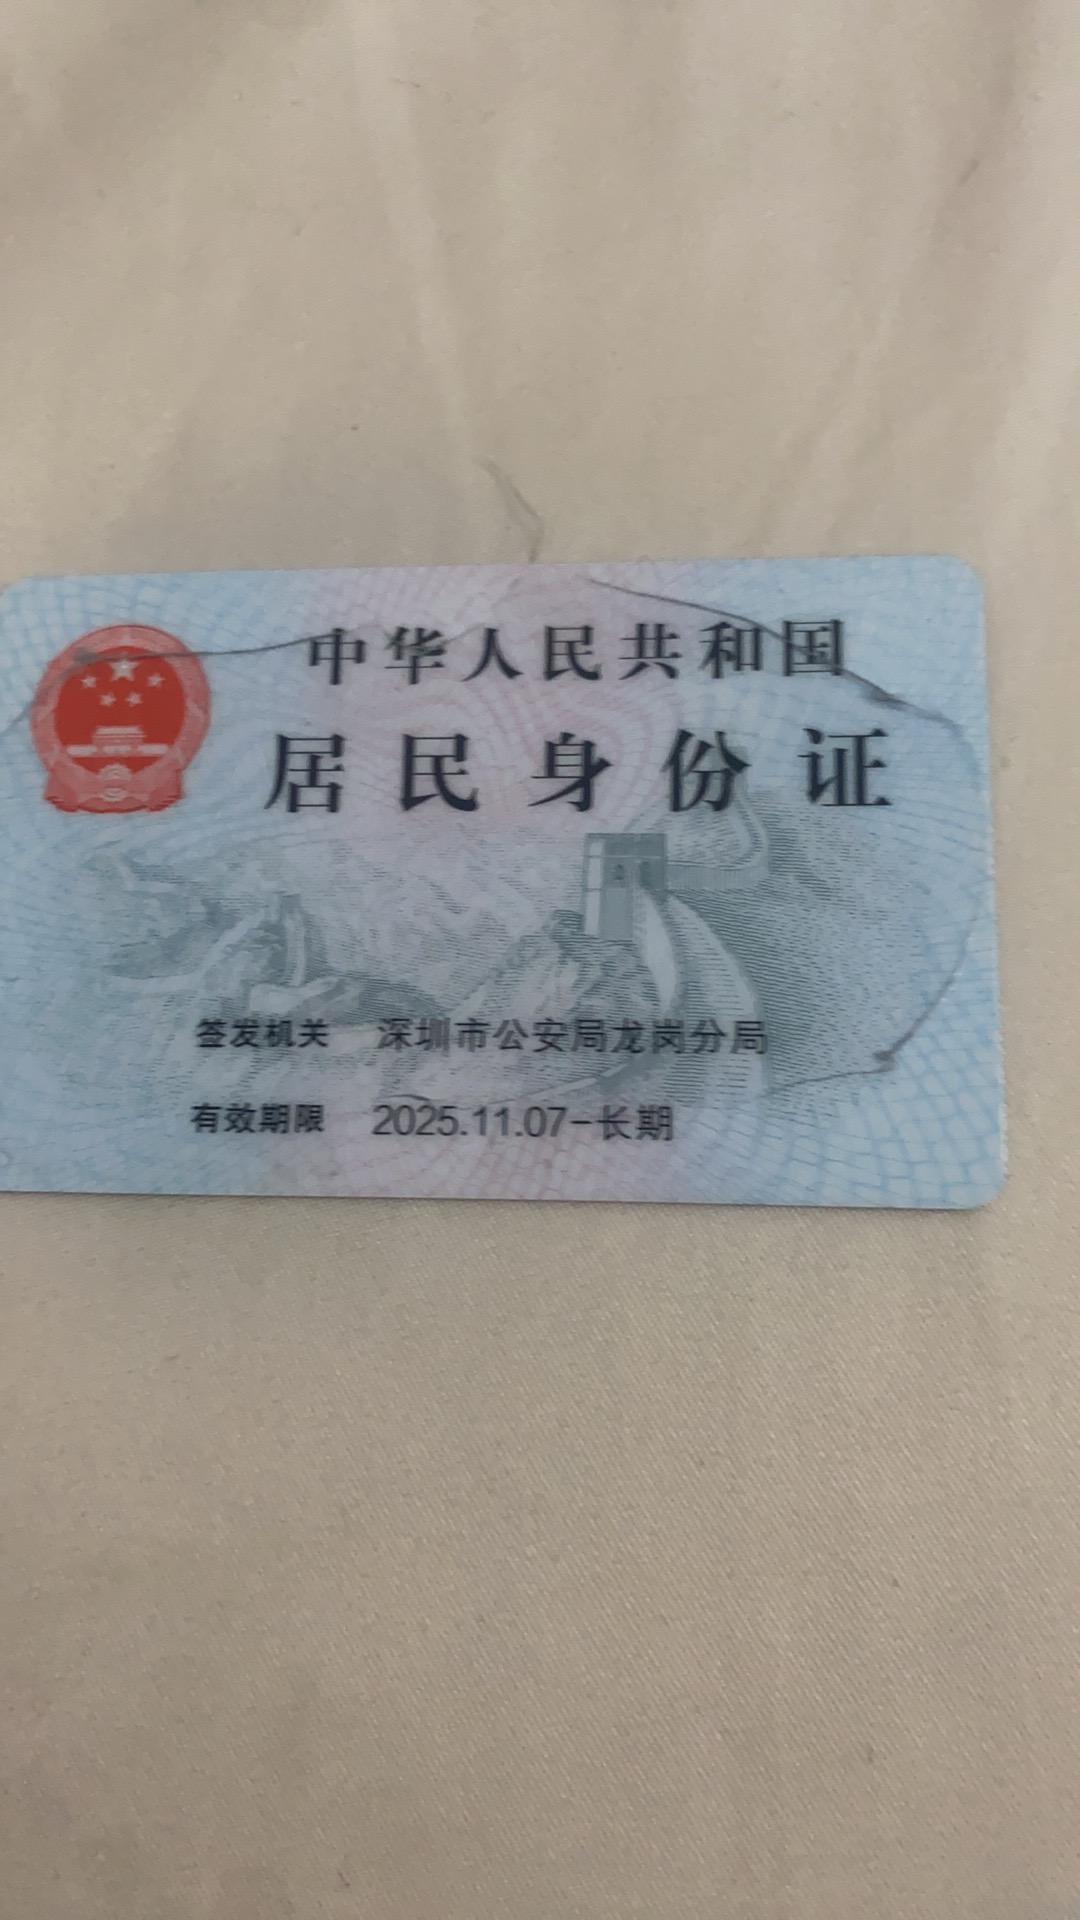 中华人民共和国
居民身份证
签发机关 深圳市公安局龙岗分局
有效期限 2025.11.07-长期